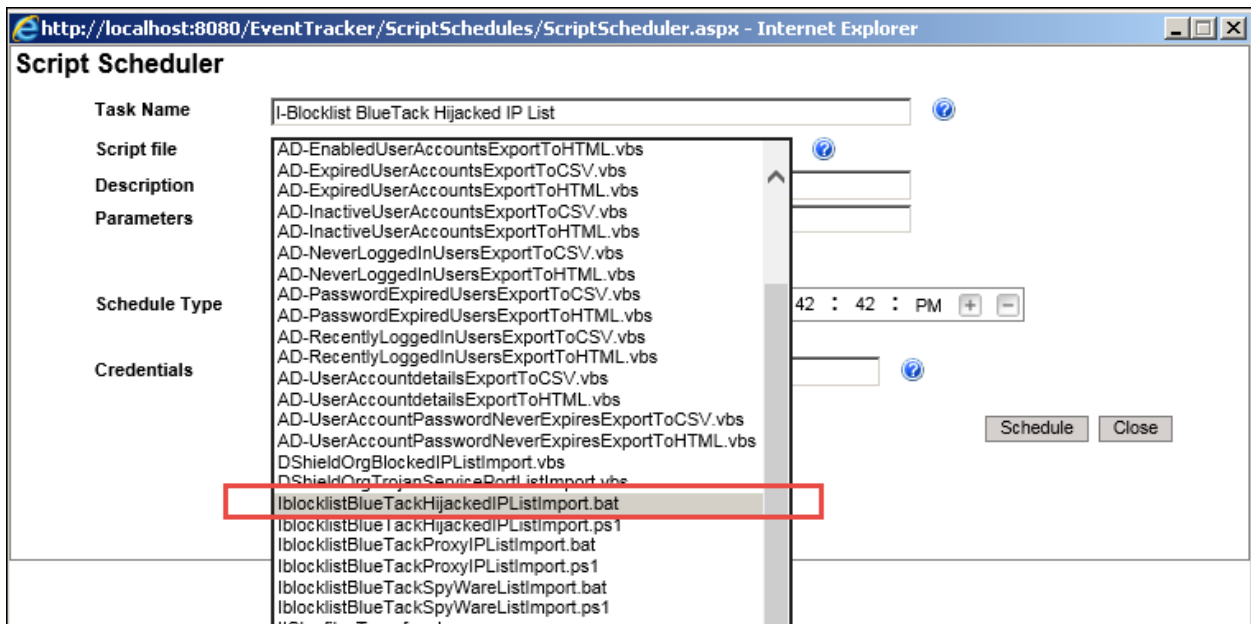 http://localhost:8080/EventTracker/ScriptSchedules/ScriptScheduler.aspx - Internet Explorer
Script Scheduler
Task Name
I-Blocklist BlueTack Hijacked IP List
Script file
AD-EnabledUserAccountsExportToHTML.vbs
AD-ExpiredUserAccountsExportToCSV.vbs
Description
AD-ExpiredUserAccountsExportToHTML.vbs
AD-InactiveUserAccountsExportToCSV.vbs
Parameters
AD-InactiveUserAccountsExportToHTML.vbs
AD-NeverLoggedInUsersExportToCSV.vbs
AD-NeverLoggedInUsersExportToHTML.vbs
AD-PasswordExpiredUsersExportToCSV.vbs
Schedule Type
42 : 42 : PM + -
AD-PasswordExpiredUsersExportToHTML.vbs
AD-RecentlyLoggedInUsersExportToCSV.vbs
AD-RecentlyLoggedInUsersExportToHTML.vbs
Credentials
AD-UserAccountdetailsExportToCSV.vbs
AD-UserAccountdetailsExportToHTML.vbs
AD-UserAccountPasswordNeverExpiresExportToCSV.vbs
Schedule Close
AD-UserAccountPasswordNeverExpiresExportToHTML.vbs
DShieldOrgBlockedIPListImport.vbs
DShieldOrgTrojanServicePortListImport.vbs
IblocklistBlueTackHijackedIPListImport.bat
IblocklistBlueTackHijackedIPListImport.ps1
IblocklistBlueTackProxyIPListImport.bat
IblocklistBlueTackProxyIPListImport.ps1
IblocklistBlueTackSpyWareListImport.bat
IblocklistBlueTackSpyWareListImport.ps1